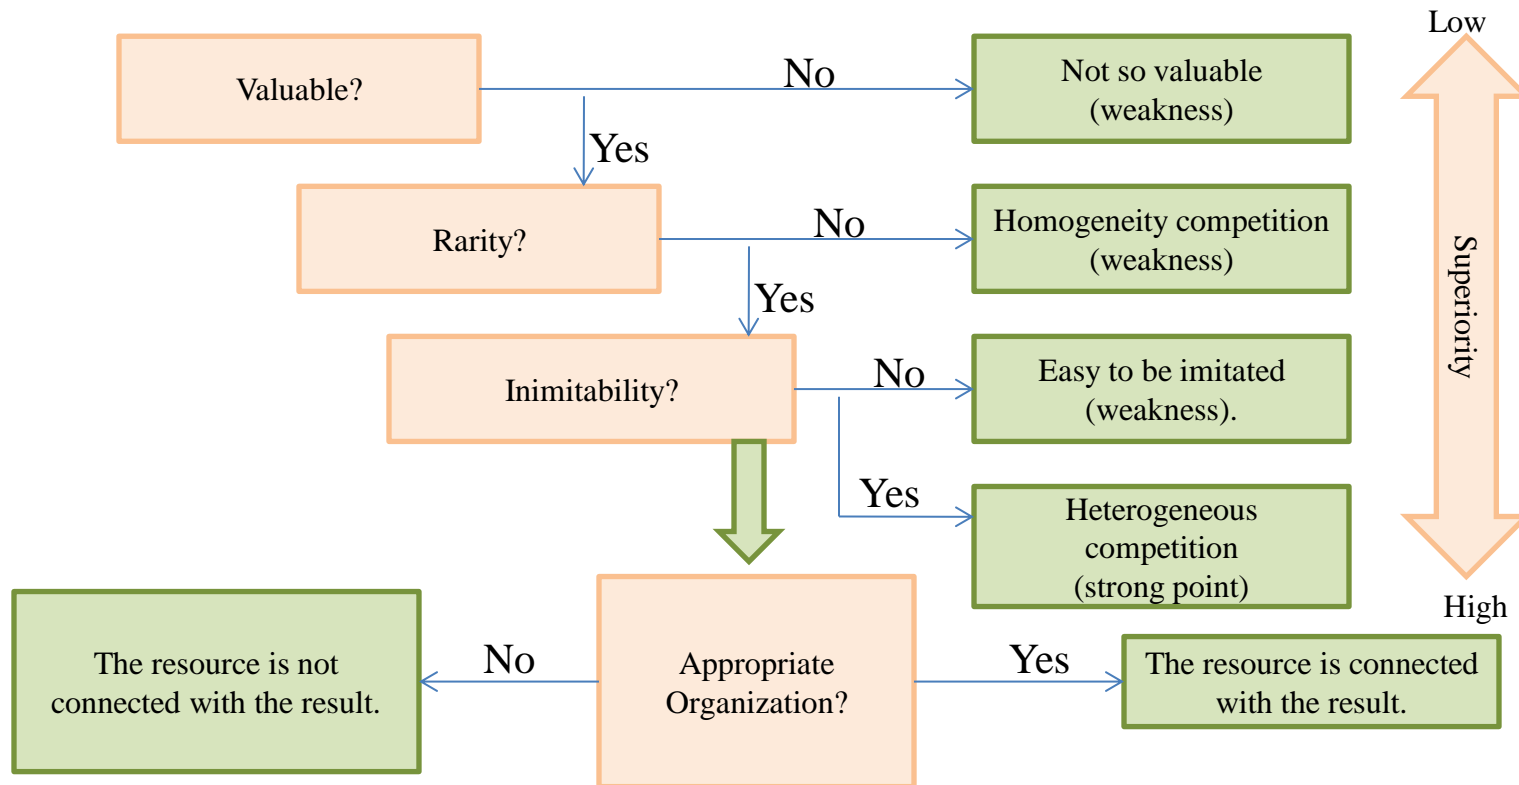 Low
Valuable?
No
Not so valuable
(weakness)
Yes
Rarity?
No
Homogeneity competition
(weakness)
Yes
Superiority
Inimitability?
No
Easy to be imitated
(weakness).
Yes
Heterogeneous
competition
(strong point)
High
The resource is not
connected with the result.
No
Appropriate
Organization?
Yes
The resource is connected
with the result.